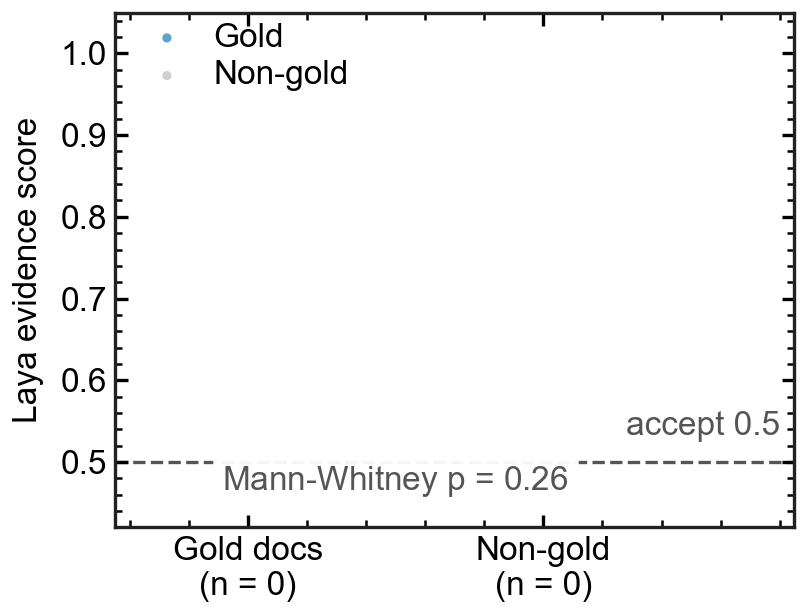 Gold
Non-gold
1.0
0.9
0.8
0.7
0.6
0.5
Laya evidence score
accept 0.5
Mann-Whitney p = 0.26
Gold docs
(n = 0)
Non-gold
(n = 0)